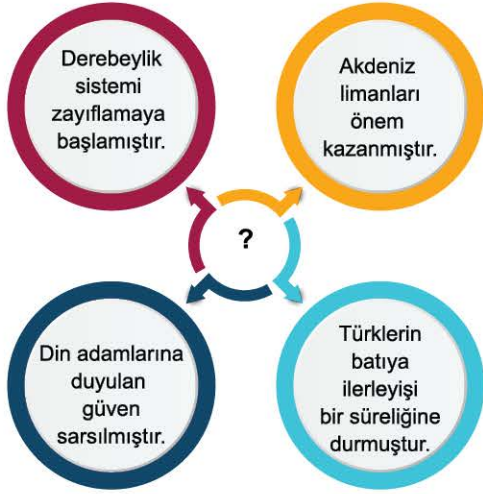 Derebeylik
sistemi
zayıflamaya
başlamıştır.
Akdeniz
limanları
önem
kazanmıştır.
?
Din adamlarına
duyulan
güven
sarsılmıştır.
Türklerin
batıya
ilerleyişi
bir süreliğine
durmuştur.